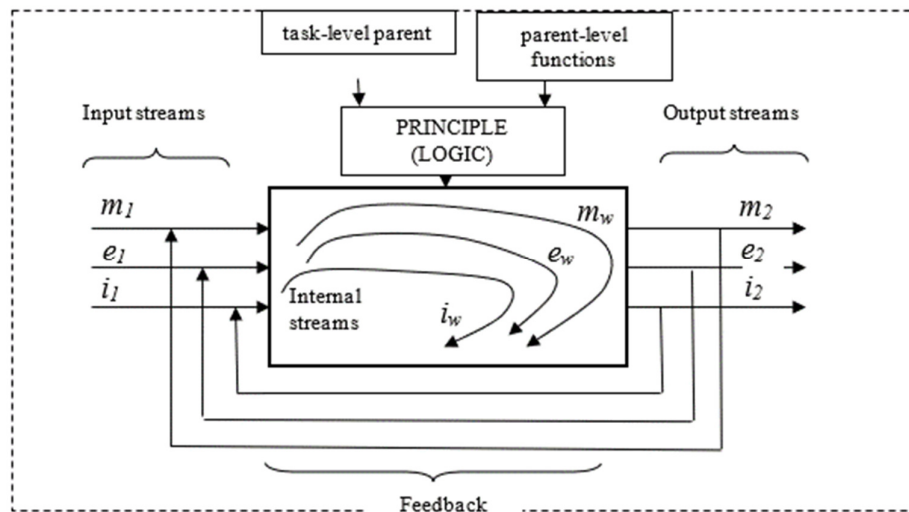 task-level parent
parent-level
functions
Input streams
Output streams
PRINCIPLE
(LOGIC)
m1
mw
m2
e1
ew
e2
i1
Internal
streams
iw
i2
Feedback